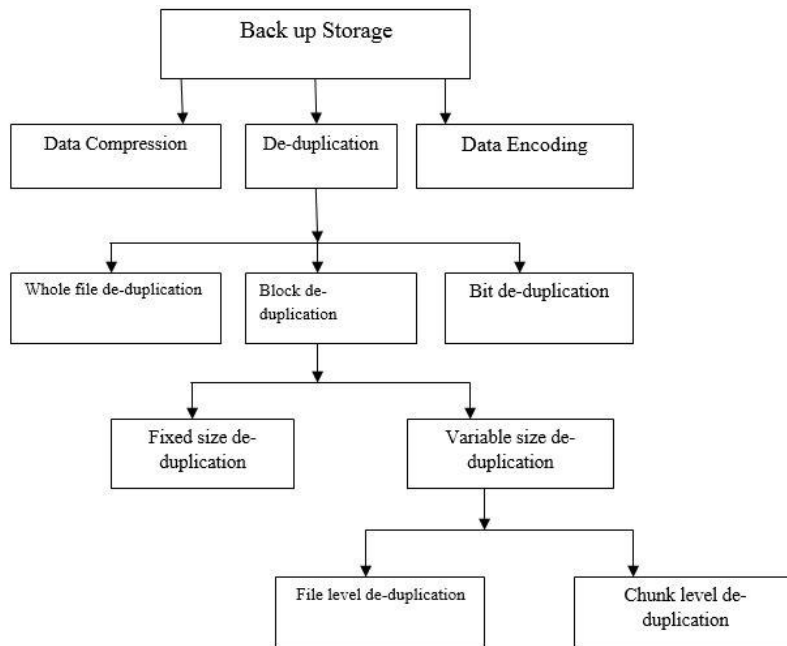 Back up Storage
Data Compression
De-duplication
Data Encoding
Whole file de-duplication
Block de-
duplication
Bit de-duplication
Fixed size de-
duplication
Variable size de-
duplication
File level de-duplication
Chunk level de-
duplication